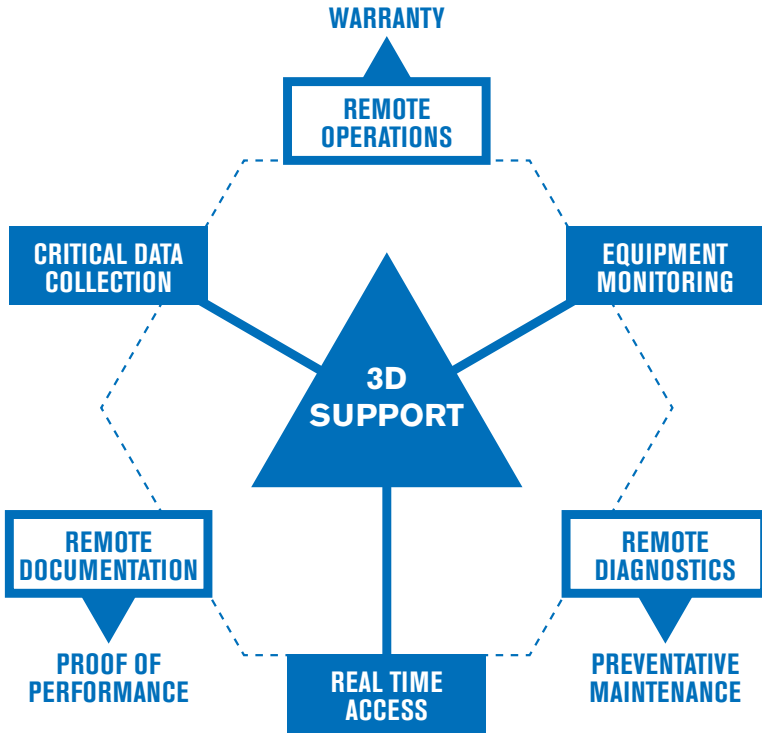 WARRANTY
REMOTE
OPERATIONS
CRITICAL DATA
COLLECTION
EQUIPMENT
MONITORING
3D
SUPPORT
REMOTE
DOCUMENTATION
REMOTE
DIAGNOSTICS
PROOF OF
PERFORMANCE
REAL TIME
ACCESS
PREVENTATIVE
MAINTENANCE